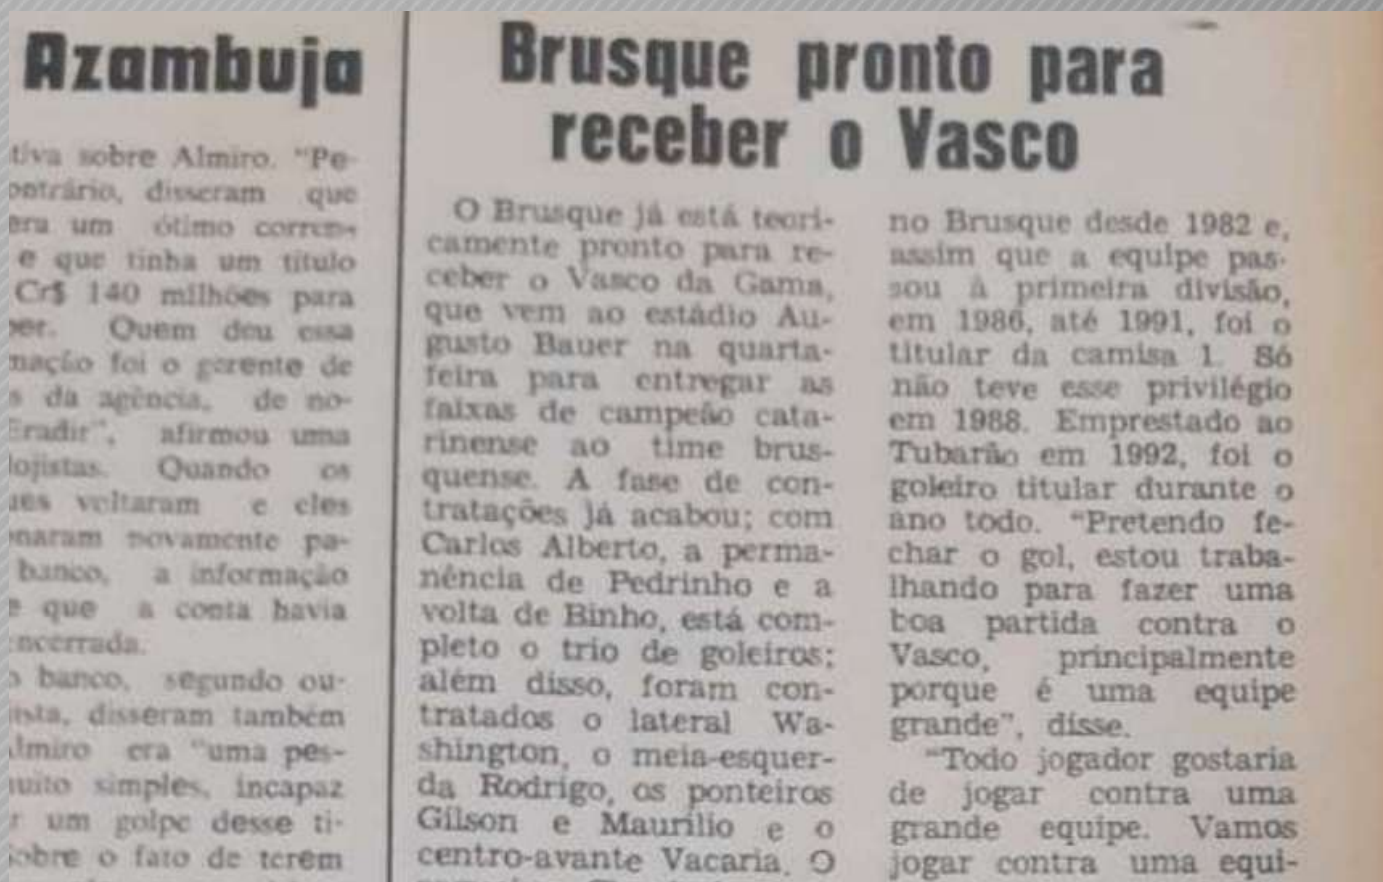 Azambuja
tiva sobre Almiro. "Pe-
ontrário, disseram que
era um ótimo corren-
e que tinha um título
Cr$ 140 milhões para
ber. Quem deu essa
mação foi o gerente de
s da agência, de no-
Eradir", afirmou uma
lojistas. Quando os
ues voltaram e eles
onaram novamente pa-
banco, a informação
e que a conta havia
encerrada.
o banco, segundo ou-
ista, disseram também
lmiro era "uma pes-
uito simples, incapaz
r um golpe desse ti-
sobre o fato de terem
Brusque pronto para
receber o Vasco
O Brusque já está teori-
camente pronto para re-
ceber o Vasco da Gama,
que vem ao estádio Au-
gusto Bauer na quarta-
feira para entregar as
faixas de campeão cata-
rinense ao time brus-
quense. A fase de con-
tratações já acabou; com
Carlos Alberto, a perma-
nência de Pedrinho e a
volta de Binho, está com-
pleto o trio de goleiros;
além disso, foram con-
tratados o lateral Wa-
shington, o meia-esquer-
da Rodrigo, os ponteiros
Gilson e Maurílio e o
centro-avante Vacaria. O
no Brusque desde 1982 e,
assim que a equipe pas-
sou à primeira divisão,
em 1986, até 1991, foi o
titular da camisa 1. Só
não teve esse privilégio
em 1988. Emprestado ao
Tubarão em 1992, foi o
goleiro titular durante o
ano todo. "Pretendo fe-
char o gol, estou traba-
lhando para fazer uma
boa partida contra o
Vasco, principalmente
porque é uma equipe
grande", disse.
"Todo jogador gostaria
de jogar contra uma
grande equipe. Vamos
jogar contra uma equi-